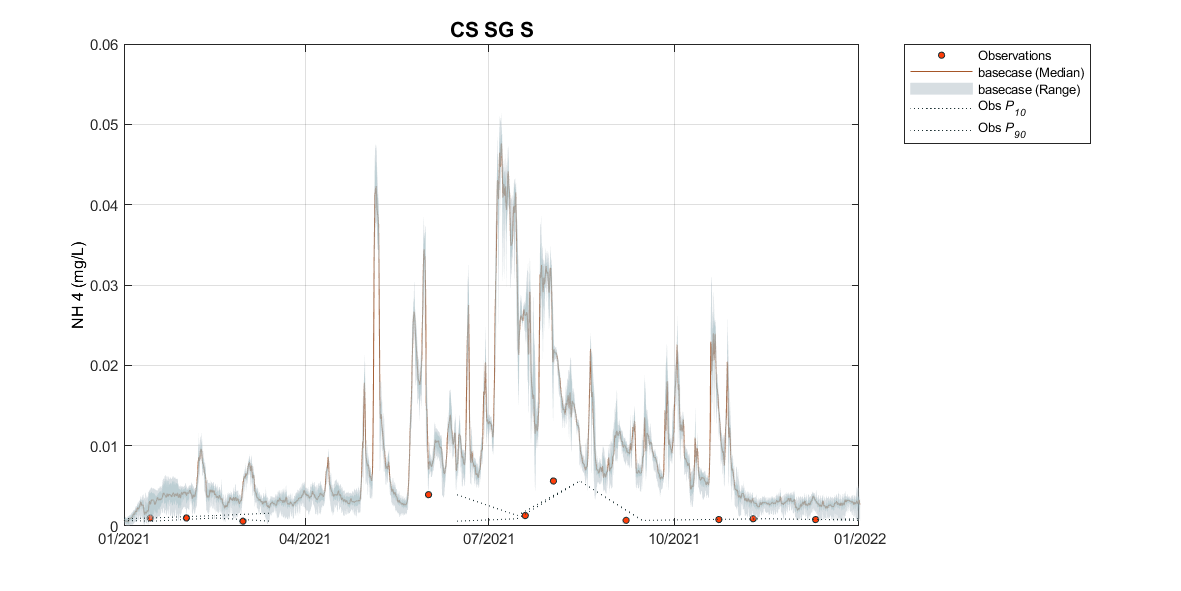 CS SG S
0.06
0.05
0.04
0.03
0.02
0.01
0
NH 4 (mg/L)
01/2021
04/2021
07/2021
10/2021
01/2022
Observations
basecase (Median)
basecase (Range)
Obs P10
Obs P90